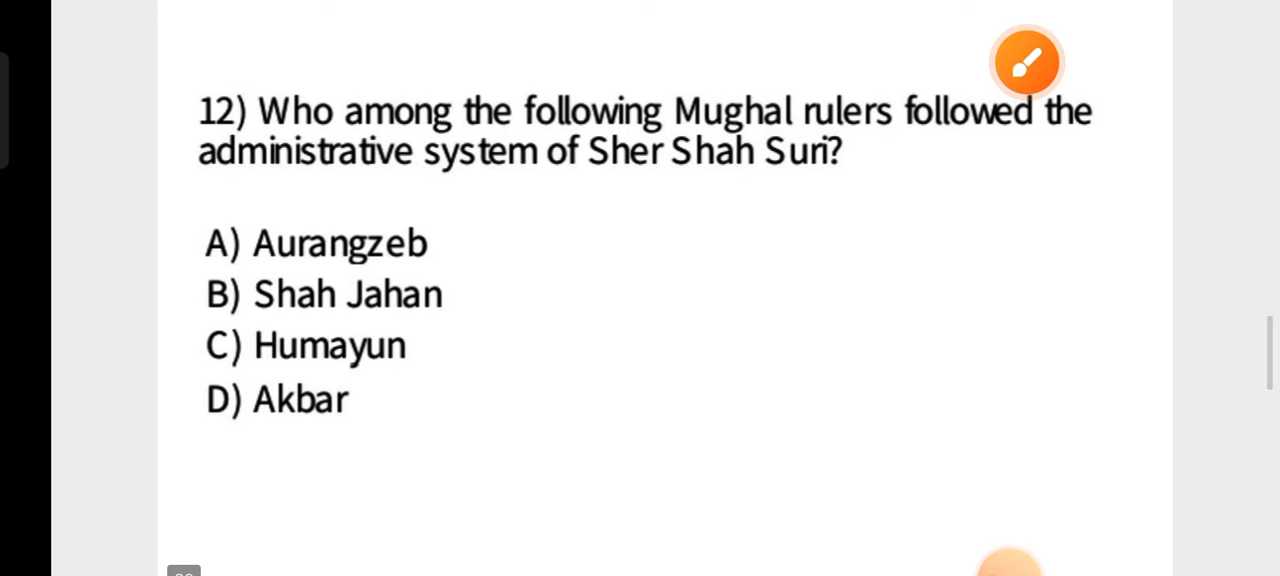 12) Who among the following Mughal rulers followed the
administrative system of Sher Shah Suri?
A) Aurangzeb
B) Shah Jahan
C) Humayun
D) Akbar